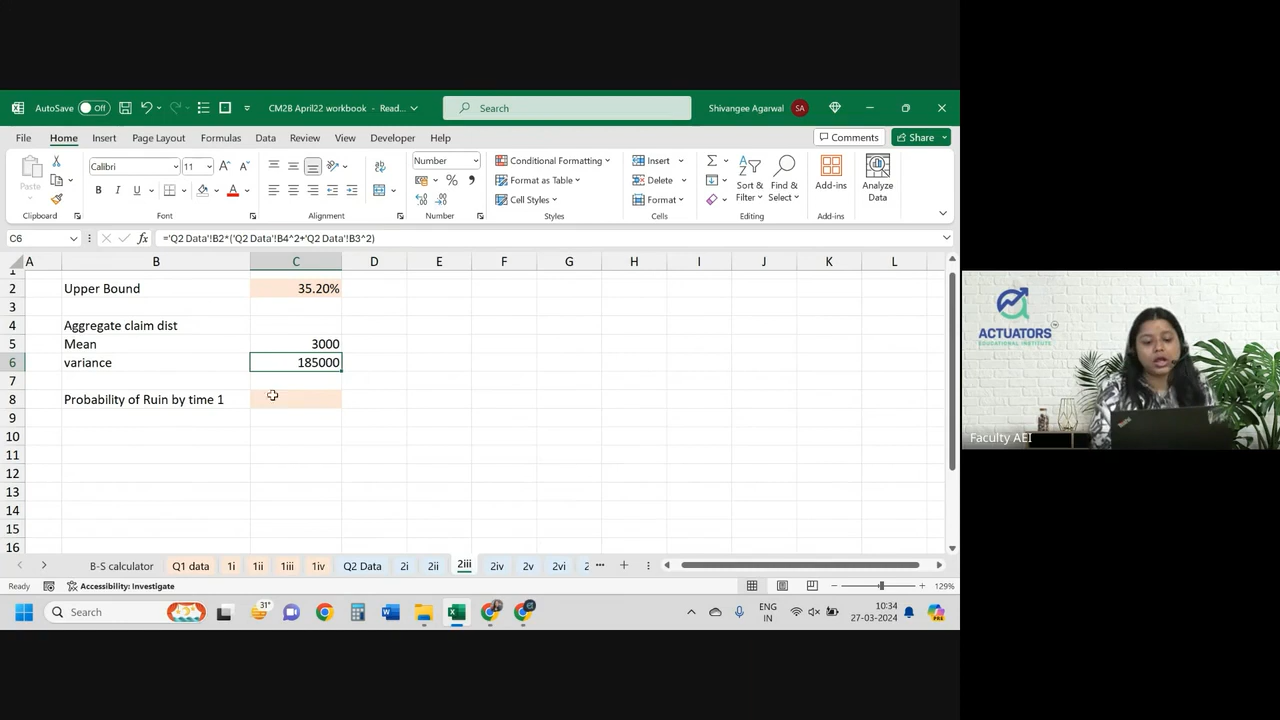 AutoSave Off CM2B April22 workbook - Read... Search Shivangee Agarwal SA
File Home Insert Page Layout Formulas Data Review View Developer Help Comments Share
Paste Calibri 11 Number Conditional Formatting Insert Sort & Filter Find & Select Add-ins Analyze Data
B I U A Format as Table Delete
Cell Styles Format
Clipboard Font Alignment Number Styles Cells Editing Add-ins
C6 fx ='Q2 Data'!B2*('Q2 Data'!B4^2+'Q2 Data'!B3^2)
A B C D E F G H I J K L
1
2 Upper Bound 35.20%
3
4 Aggregate claim dist
5 Mean 3000
6 variance 185000
7
8 Probability of Ruin by time 1
9
10
11
12
13
14
15
16
B-S calculator Q1 data 1i 1ii 1iii 1iv Q2 Data 2i 2ii 2iii 2iv 2v 2vi 2 ...
Ready Accessibility: Investigate 129%
Search 31° ENG IN 10:34 27-03-2024
ACTUATORS
EDUCATIONAL INSTITUTE
Faculty AEI